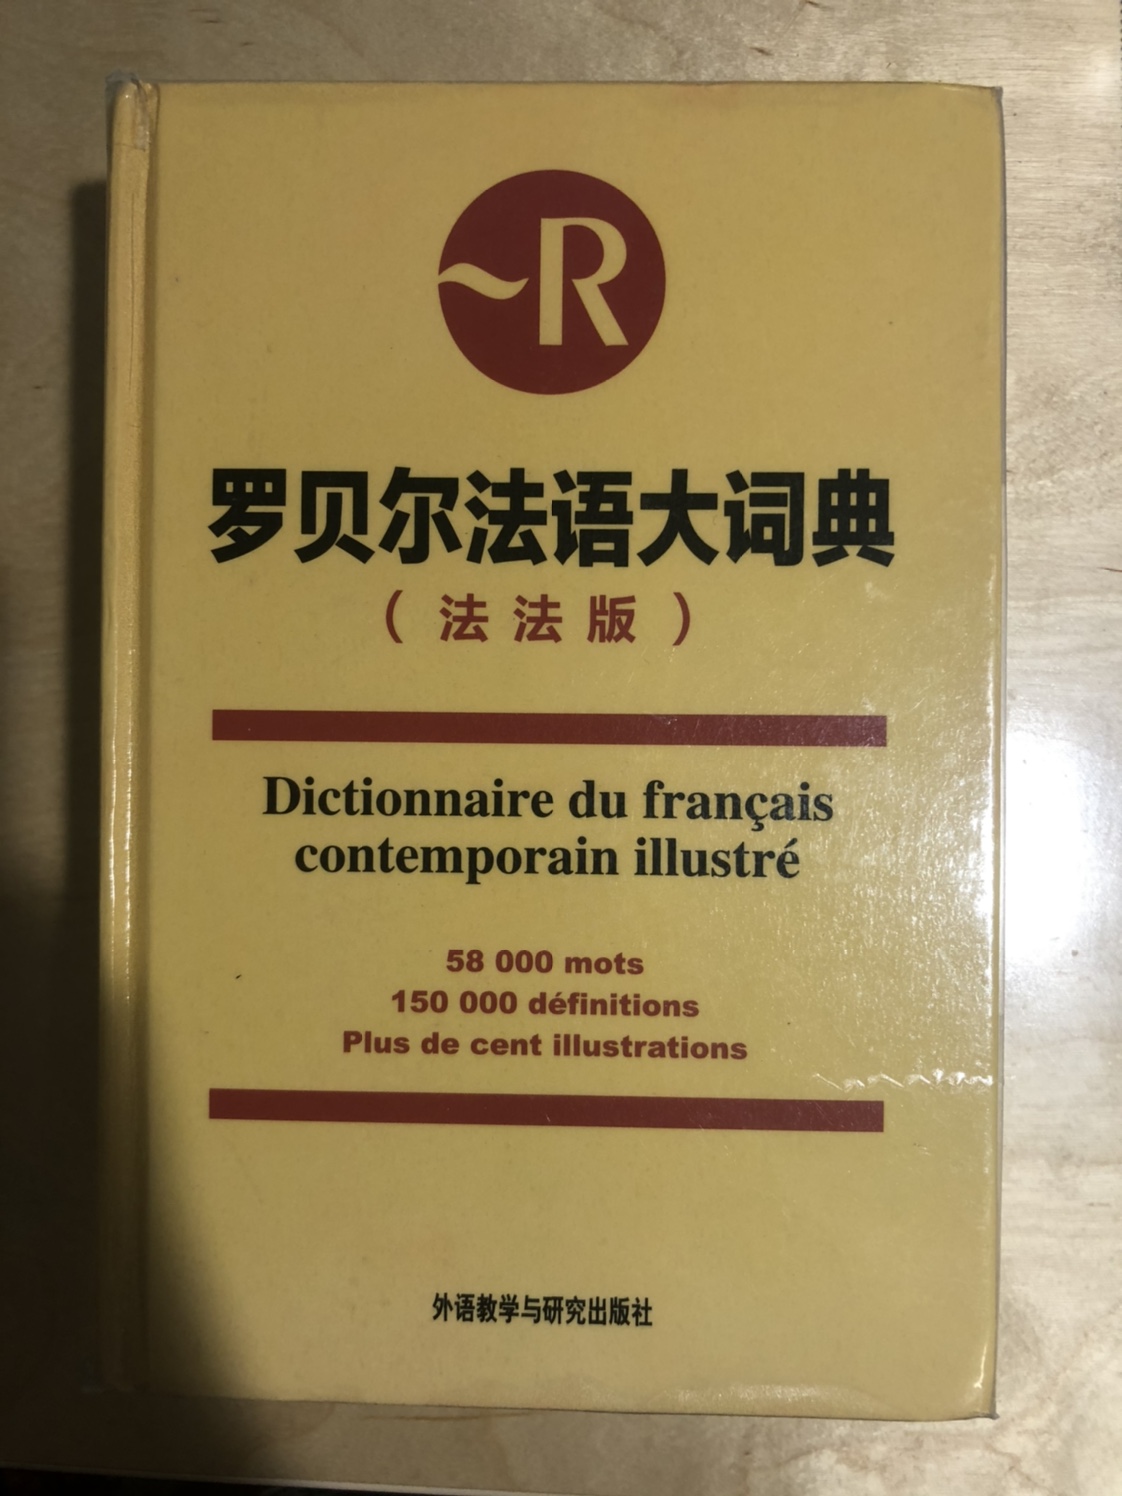 ~R
罗贝尔法语大词典
（法法版）
Dictionnaire du français
contemporain illustré
58 000 mots
150 000 définitions
Plus de cent illustrations
外语教学与研究出版社